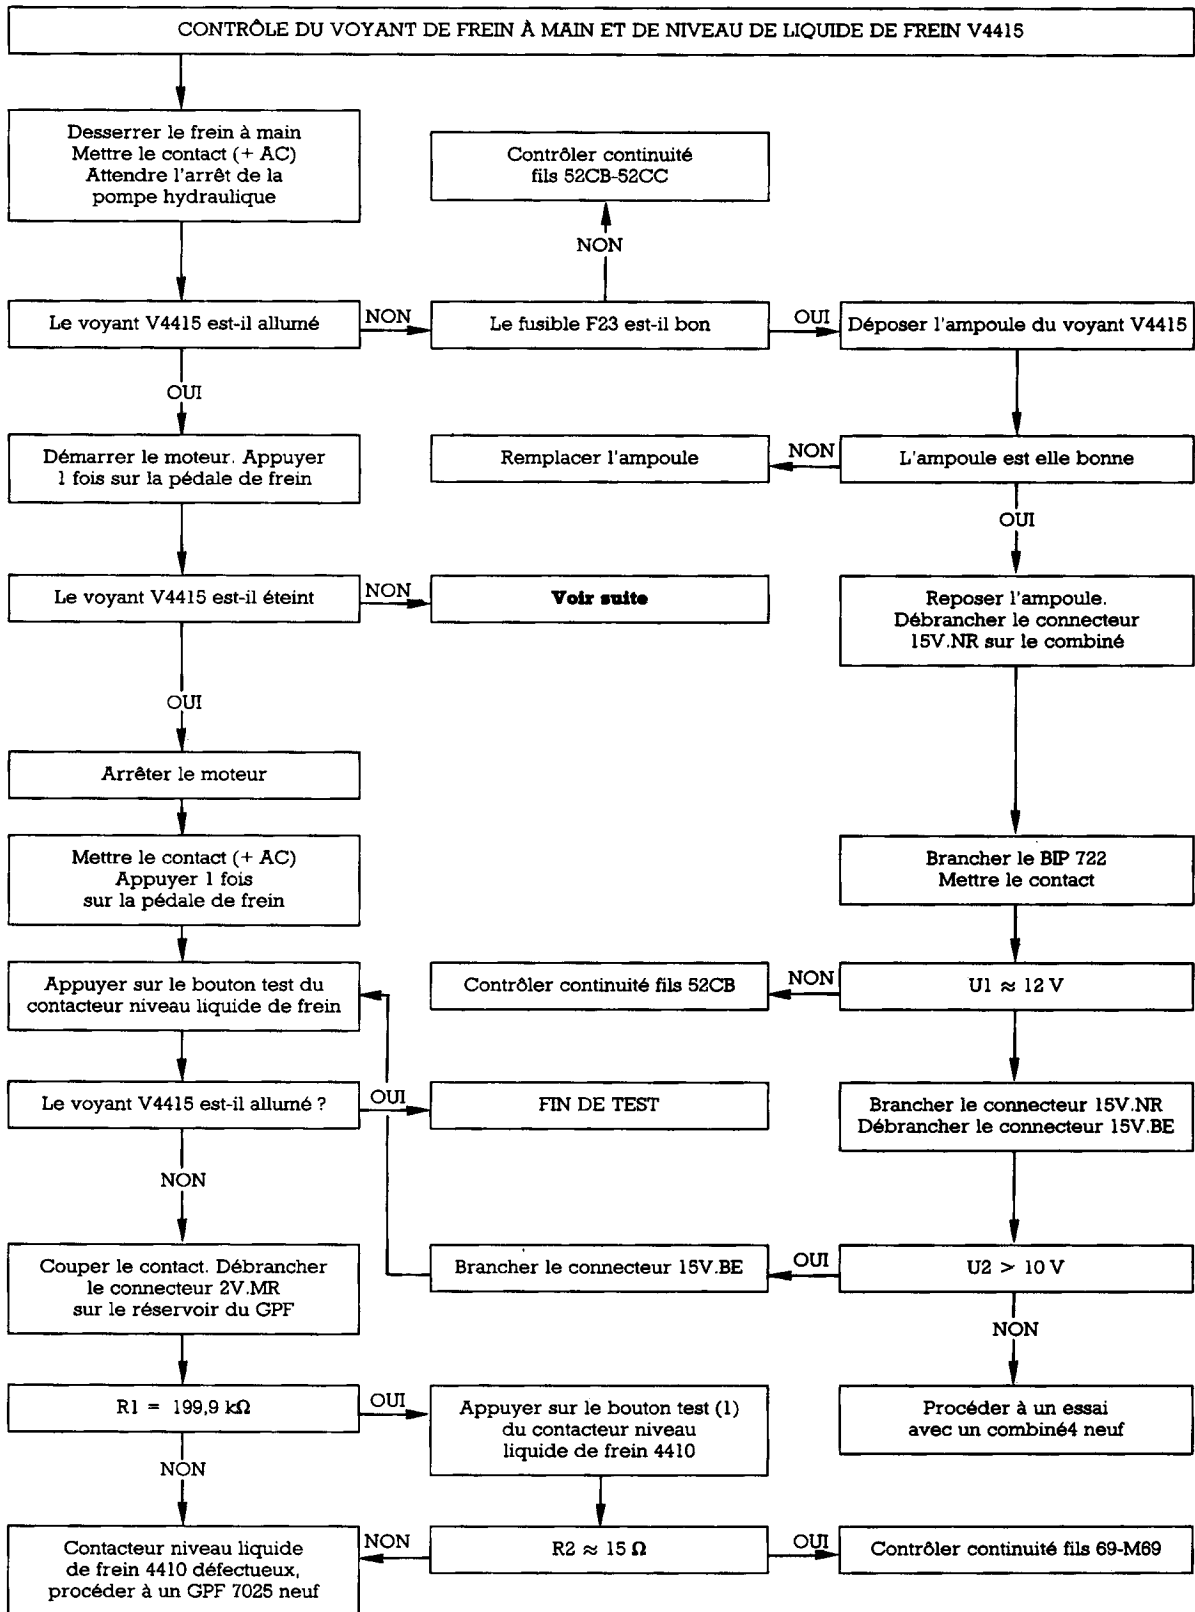 CONTRÔLE DU VOYANT DE FREIN À MAIN ET DE NIVEAU DE LIQUIDE DE FREIN V4415
Desserrer le frein à main
Mettre le contact (+ AC)
Attendre l'arrêt de la
pompe hydraulique
Contrôler continuité
fils 52CB-52CC
NON
Le voyant V4415 est-il allumé
NON
Le fusible F23 est-il bon
OUI
Déposer l'ampoule du voyant V4415
OUI
Démarrer le moteur. Appuyer
1 fois sur la pédale de frein
Remplacer l'ampoule
NON
L'ampoule est elle bonne
OUI
Le voyant V4415 est-il éteint
NON
Voir suite
Reposer l'ampoule.
Débrancher le connecteur
15V.NR sur le combiné
OUI
Arrêter le moteur
Mettre le contact (+ AC)
Appuyer 1 fois
sur la pédale de frein
Brancher le BIP 722
Mettre le contact
Appuyer sur le bouton test du
contacteur niveau liquide de frein
Contrôler continuité fils 52CB
NON
U1 ≈ 12 V
Le voyant V4415 est-il allumé ?
OUI
FIN DE TEST
Brancher le connecteur 15V.NR
Débrancher le connecteur 15V.BE
NON
Couper le contact. Débrancher
le connecteur 2V.MR
sur le réservoir du GPF
Brancher le connecteur 15V.BE
OUI
U2 > 10 V
NON
R1 = 199,9 kΩ
OUI
Appuyer sur le bouton test (1)
du contacteur niveau
liquide de frein 4410
Procéder à un essai
avec un combiné4 neuf
NON
Contacteur niveau liquide
de frein 4410 défectueux,
procéder à un GPF 7025 neuf
NON
R2 ≈ 15 Ω
OUI
Contrôler continuité fils 69-M69